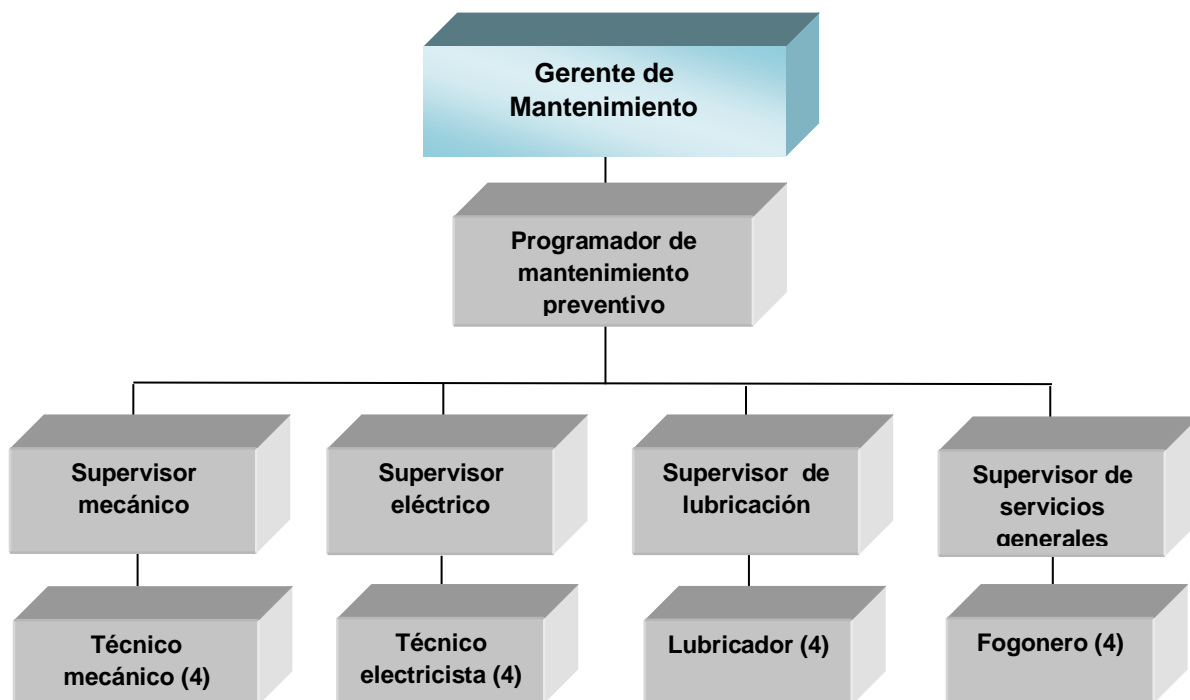 Gerente de
Mantenimiento
Programador de
mantenimiento
preventivo
Supervisor
mecánico
Supervisor
eléctrico
Supervisor de
lubricación
Supervisor de
servicios
generales
Técnico
mecánico (4)
Técnico
electricista (4)
Lubricador (4)
Fogonero (4)